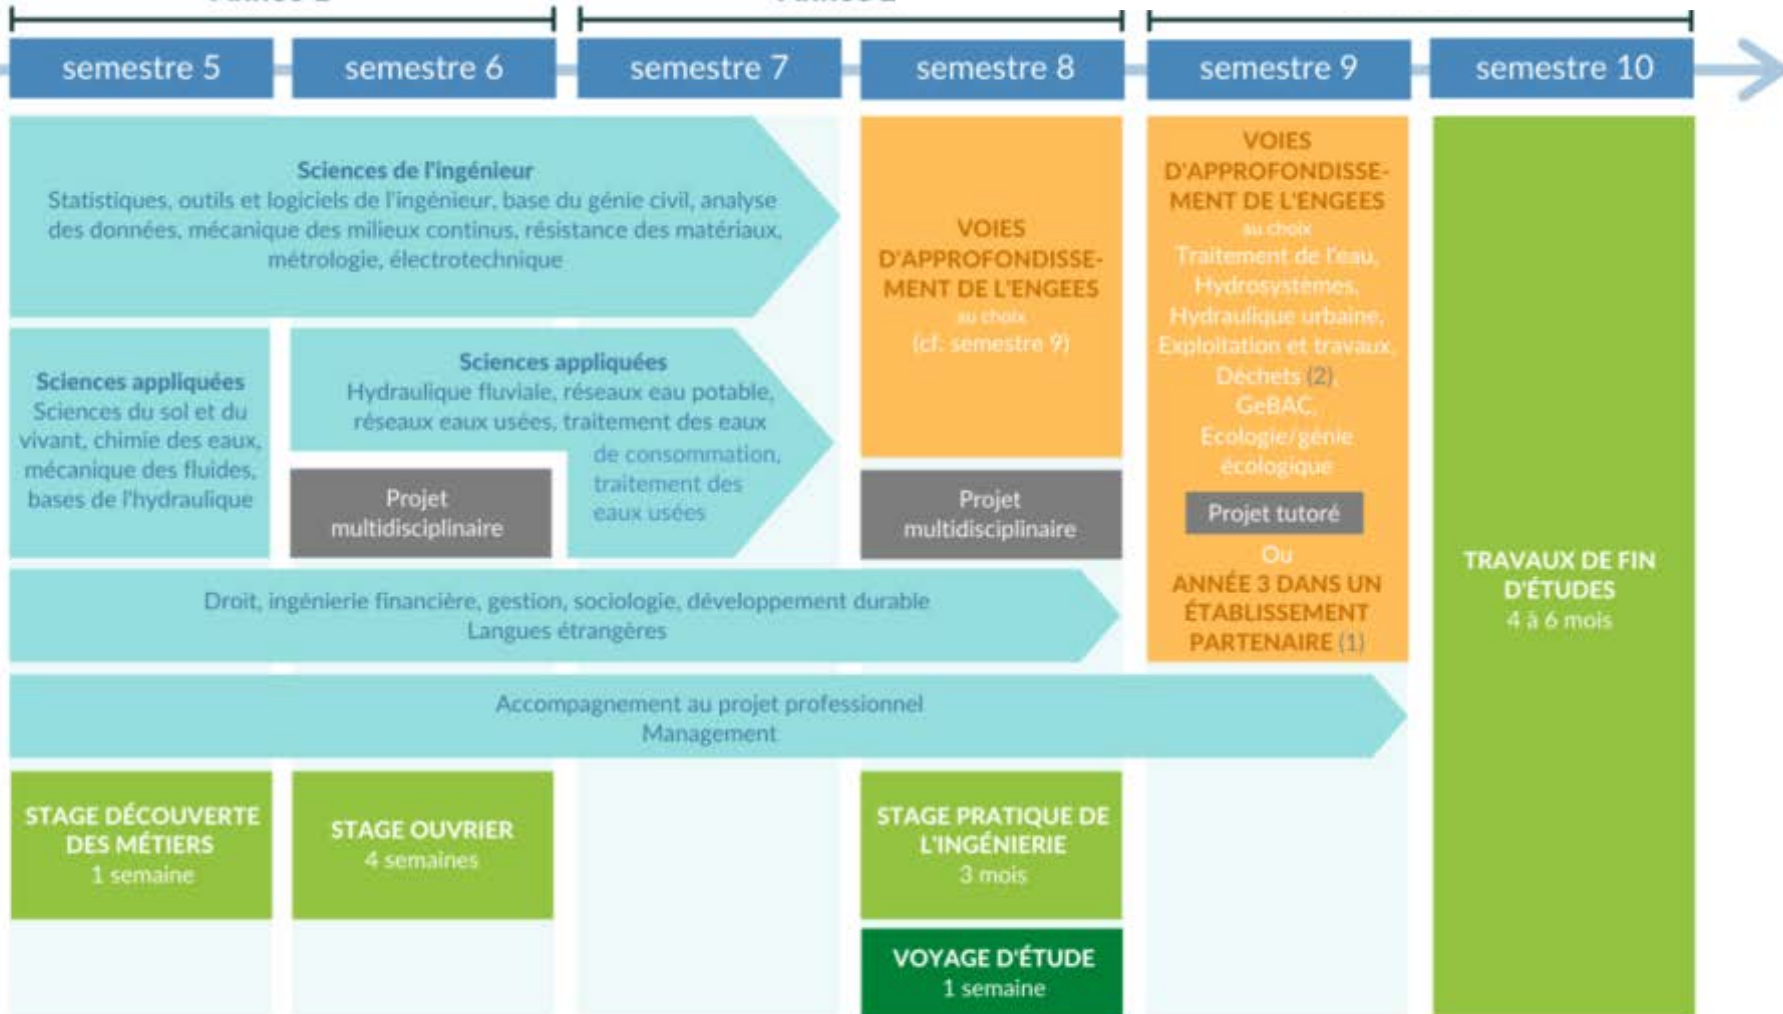 semestre 5
semestre 6
semestre 7
semestre 8
semestre 9
semestre 10
Sciences de l'ingénieur
Statistiques, outils et logiciels de l'ingénieur, base du génie civil, analyse
des données, mécanique des milieux continus, résistance des matériaux,
métrologie, électrotechnique
Sciences appliquées
Sciences du sol et du
vivant, chimie des eaux,
mécanique des fluides,
bases de l'hydraulique
Sciences appliquées
Hydraulique fluviale, réseaux eau potable,
réseaux eaux usées, traitement des eaux
de consommation,
traitement des
eaux usées
Projet
multidisciplinaire
VOIES
D'APPROFONDISSE-
MENT DE L'ENGEES
au choix
(cf. semestre 9)
Projet
multidisciplinaire
VOIES
D'APPROFONDISSE-
MENT DE L'ENGEES
au choix
Traitement de l'eau,
Hydrosystèmes,
Hydraulique urbaine,
Exploitation et travaux,
Déchets (2),
GeBAC,
Ecologie/génie
écologique
Projet tutoré
Ou
ANNÉE 3 DANS UN
ÉTABLISSEMENT
PARTENAIRE (1)
TRAVAUX DE FIN
D'ÉTUDES
4 à 6 mois
Droit, ingénierie financière, gestion, sociologie, développement durable
Langues étrangères
Accompagnement au projet professionnel
Management
STAGE DÉCOUVERTE
DES MÉTIERS
1 semaine
STAGE OUVRIER
4 semaines
STAGE PRATIQUE DE
L'INGÉNIERIE
3 mois
VOYAGE D'ÉTUDE
1 semaine